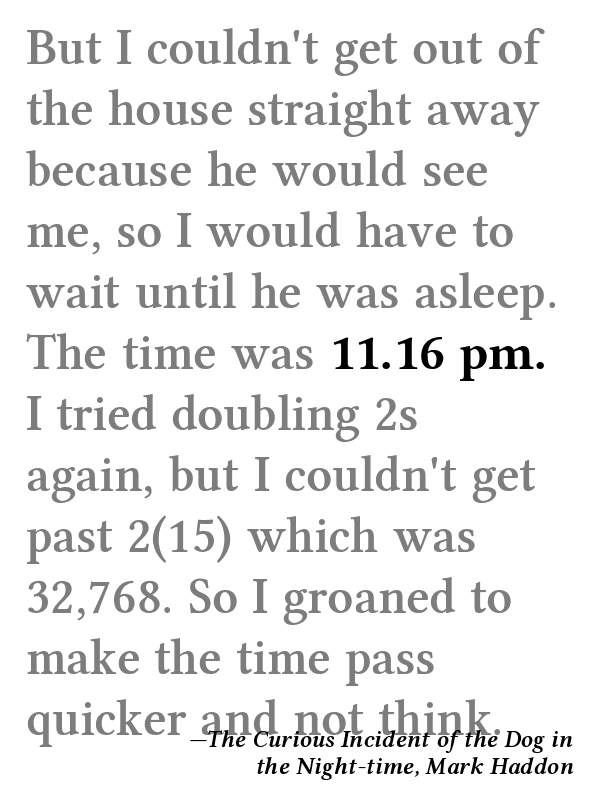 But I couldn't get out of
the house straight away
because he would see
me, so I would have to
wait until he was asleep.
The time was 11.16 pm.
I tried doubling 2s
again, but I couldn't get
past 2(15) which was
32,768. So I groaned to
make the time pass
quicker and not think.
—The Curious Incident of the Dog in
the Night-time, Mark Haddon